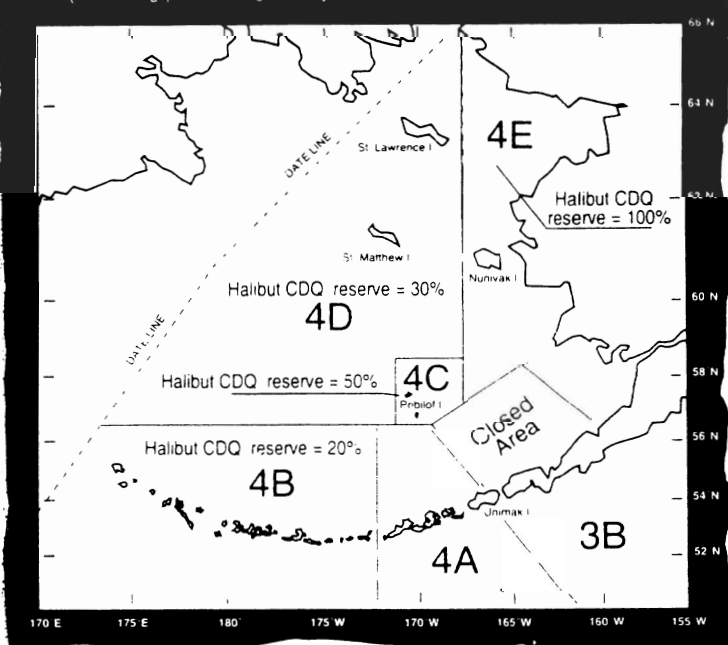 66 N
64 N
4E
DATE LINE
St Lawrence I
Halibut CDQ
reserve = 100%
St Matthew I
Nunivak I
Halibut CDQ reserve = 30%
60 N
4D
DATE LINE
58 N
4C
Halibut CDQ reserve = 50%
Pribilof I
Closed
Area
56 N
Halibut CDQ reserve = 20%
4B
54 N
Unimak I
3B
52 N
4A
170 E 175 E 180 175 W 170 W 165 W 160 W 155 W